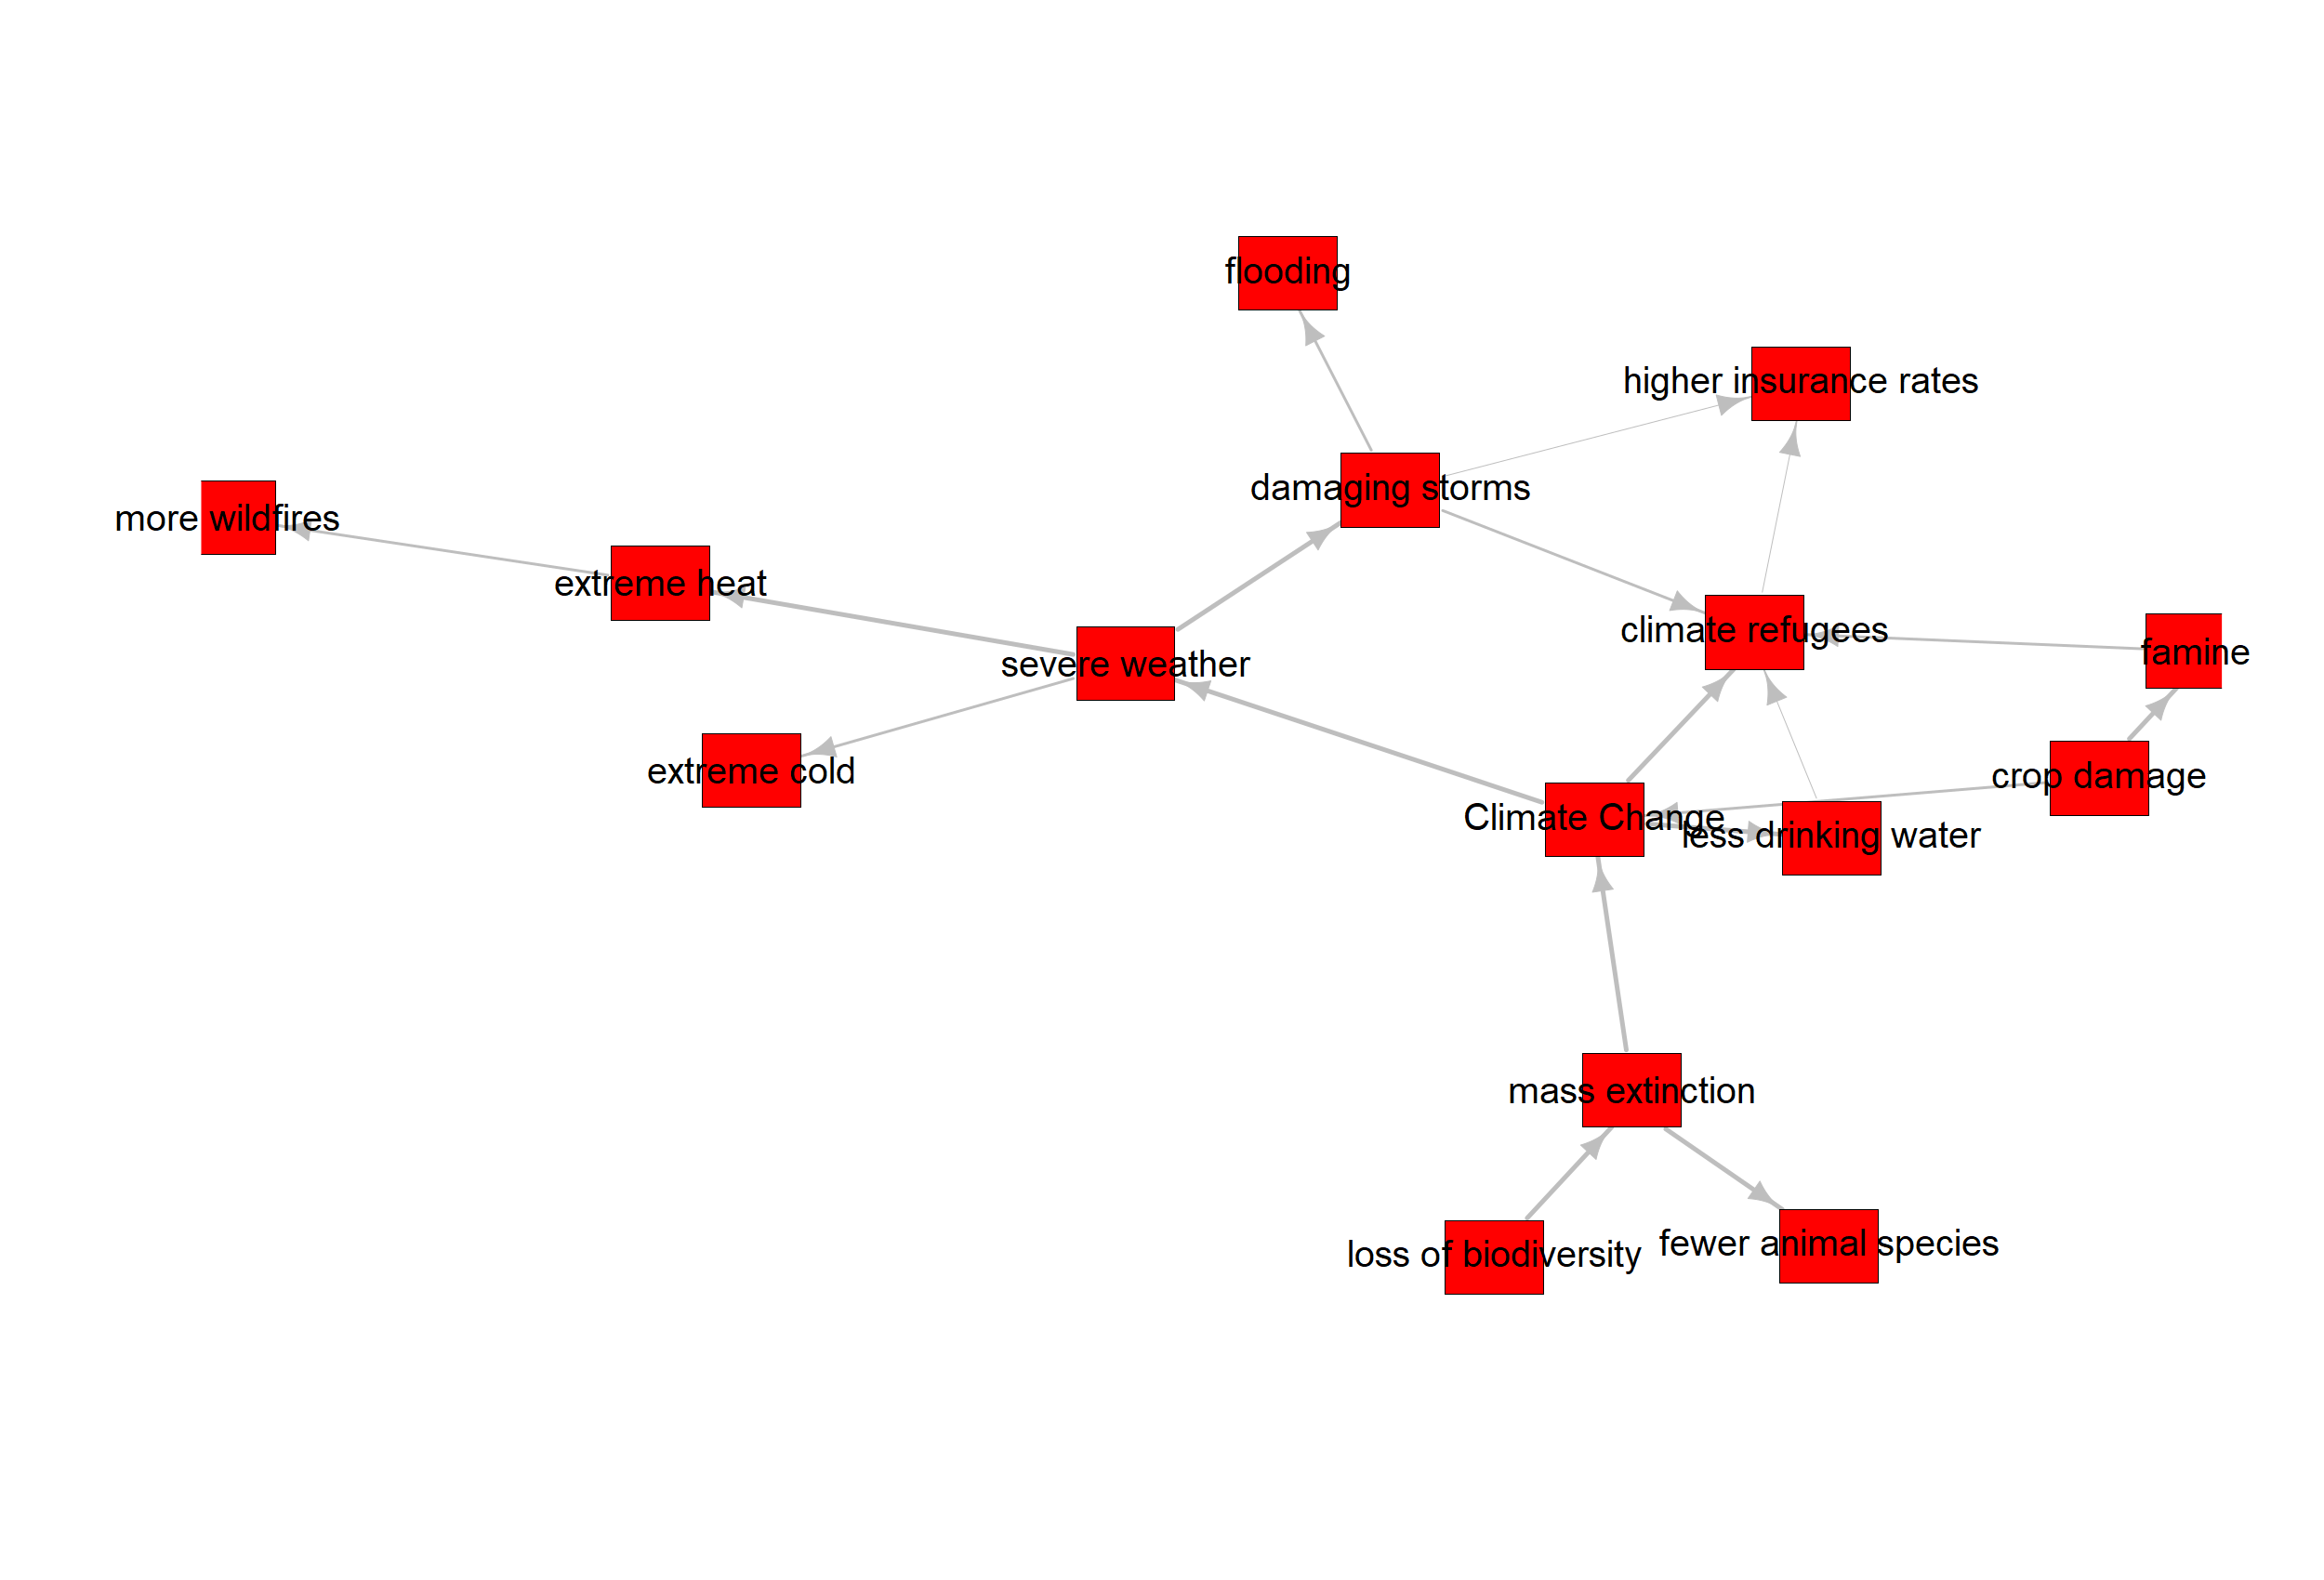 flooding
higher insurance rates
damaging storms
more wildfires
extreme heat
climate refugees
famine
severe weather
extreme cold
crop damage
Climate Change
less drinking water
mass extinction
fewer animal species
loss of biodiversity